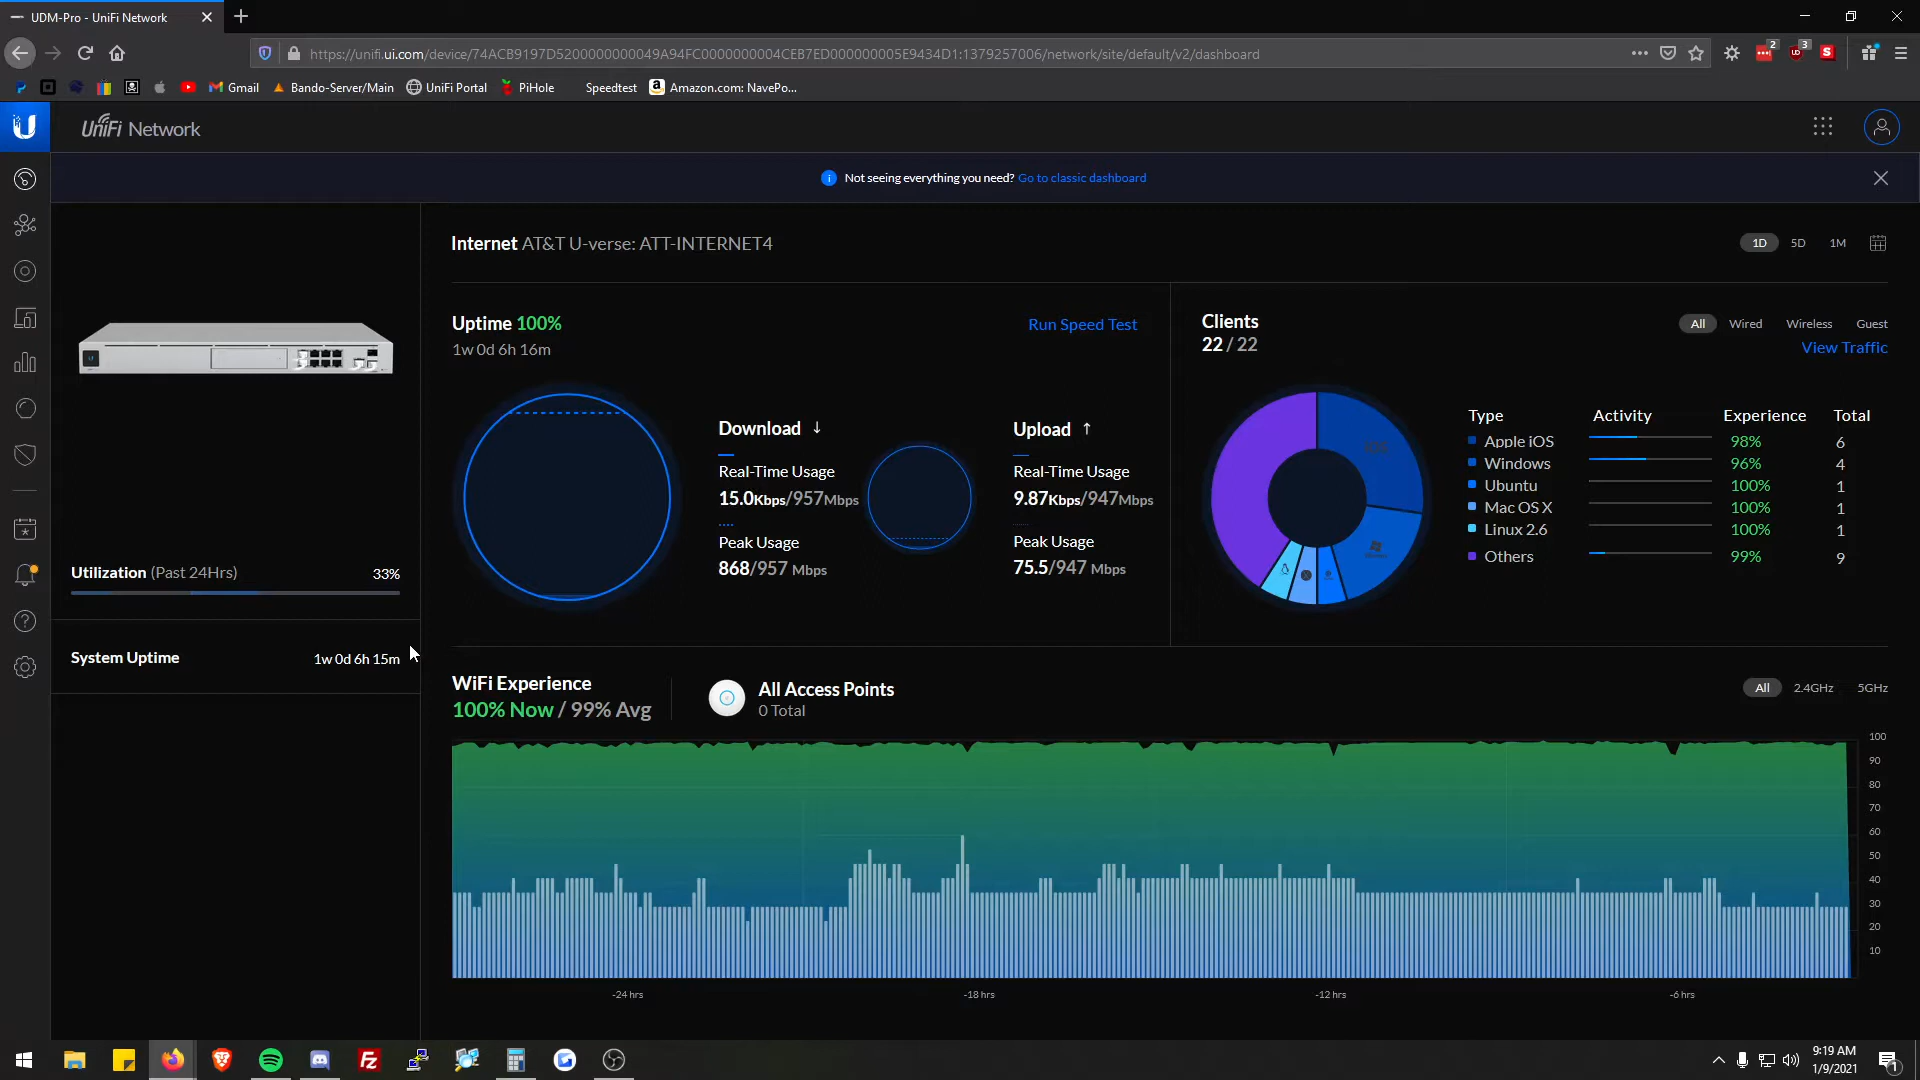 UDM-Pro - UniFi Network
https://unifi.ui.com/device/74ACB9197D5200000000049A94FC0000000004CEB7ED000000005E9434D1:1379257006/network/site/default/v2/dashboard
2
3
Gmail
Bando-Server/Main
UniFi Portal
PiHole
Speedtest
Amazon.com: NavePo...
UniFi Network
Not seeing everything you need? Go to classic dashboard
Internet AT&T U-verse: ATT-INTERNET4
1D 5D 1M
Uptime 100%
1w 0d 6h 16m
Run Speed Test
Download ↓
Real-Time Usage
15.0Kbps/957Mbps
Peak Usage
868/957 Mbps
Upload ↑
Real-Time Usage
9.87Kbps/947Mbps
Peak Usage
75.5/947 Mbps
Clients
22 / 22
All Wired Wireless Guest
View Traffic
Type Activity Experience Total
Apple iOS 98% 6
Windows 96% 4
Ubuntu 100% 1
Mac OS X 100% 1
Linux 2.6 100% 1
Others 99% 9
Utilization (Past 24Hrs) 33%
System Uptime 1w 0d 6h 15m
WiFi Experience
100% Now / 99% Avg
All Access Points
0 Total
All 2.4GHz 5GHz
100
90
80
70
60
50
40
30
20
10
-24 hrs -18 hrs -12 hrs -6 hrs
9:19 AM
1/9/2021
1